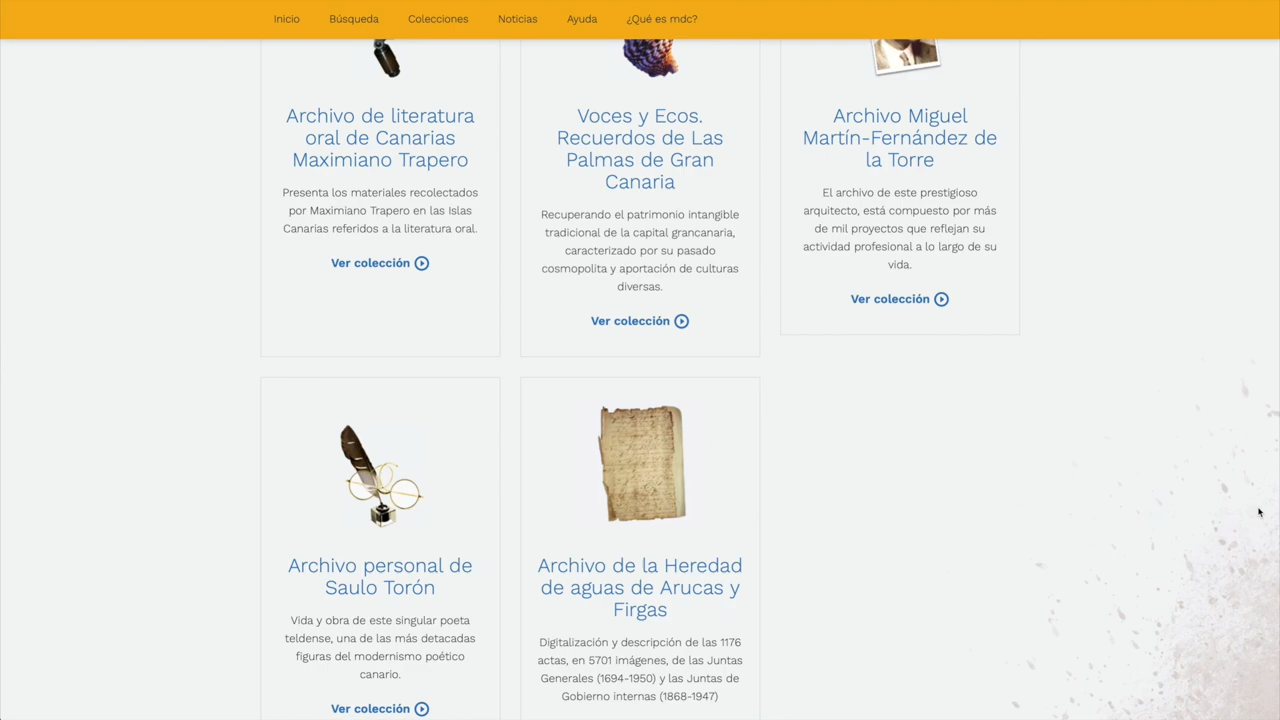 Inicio Búsqueda Colecciones Noticias Ayuda ¿Qué es mdc?
Archivo de literatura
oral de Canarias
Maximiano Trapero
Presenta los materiales recolectados
por Maximiano Trapero en las Islas
Canarias referidos a la literatura oral.
Ver colección
Voces y Ecos.
Recuerdos de Las
Palmas de Gran
Canaria
Recuperando el patrimonio intangible
tradicional de la capital grancanaria,
caracterizado por su pasado
cosmopolita y aportación de culturas
diversas.
Ver colección
Archivo Miguel
Martín-Fernández de
la Torre
El archivo de este prestigioso
arquitecto, está compuesto por más
de mil proyectos que reflejan su
actividad profesional a lo largo de su
vida.
Ver colección
Archivo personal de
Saulo Torón
Vida y obra de este singular poeta
teldense, una de las más detacadas
figuras del modernismo poético
canario.
Ver colección
Archivo de la Heredad
de aguas de Arucas y
Firgas
Digitalización y descripción de las 1176
actas, en 5701 imágenes, de las Juntas
Generales (1694-1950) y las Juntas de
Gobierno internas (1868-1947)